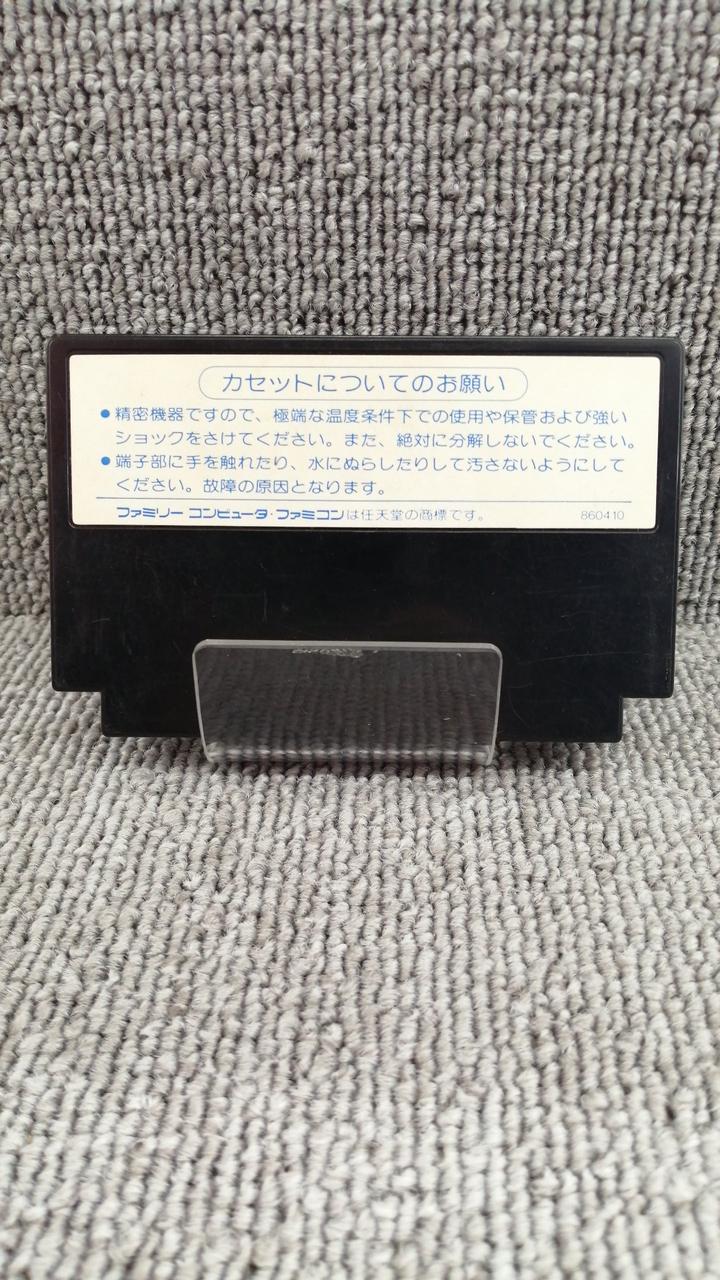 カセットについてのお願い
●精密機器ですので、極端な温度条件下での使用や保管および強い
ショックをさけてください。また、絶対に分解しないでください。
●端子部に手を触れたり、水にぬらしたりして汚さないようにして
ください。故障の原因となります。
ファミリー コンピュータ・ファミコンは任天堂の商標です。 860410